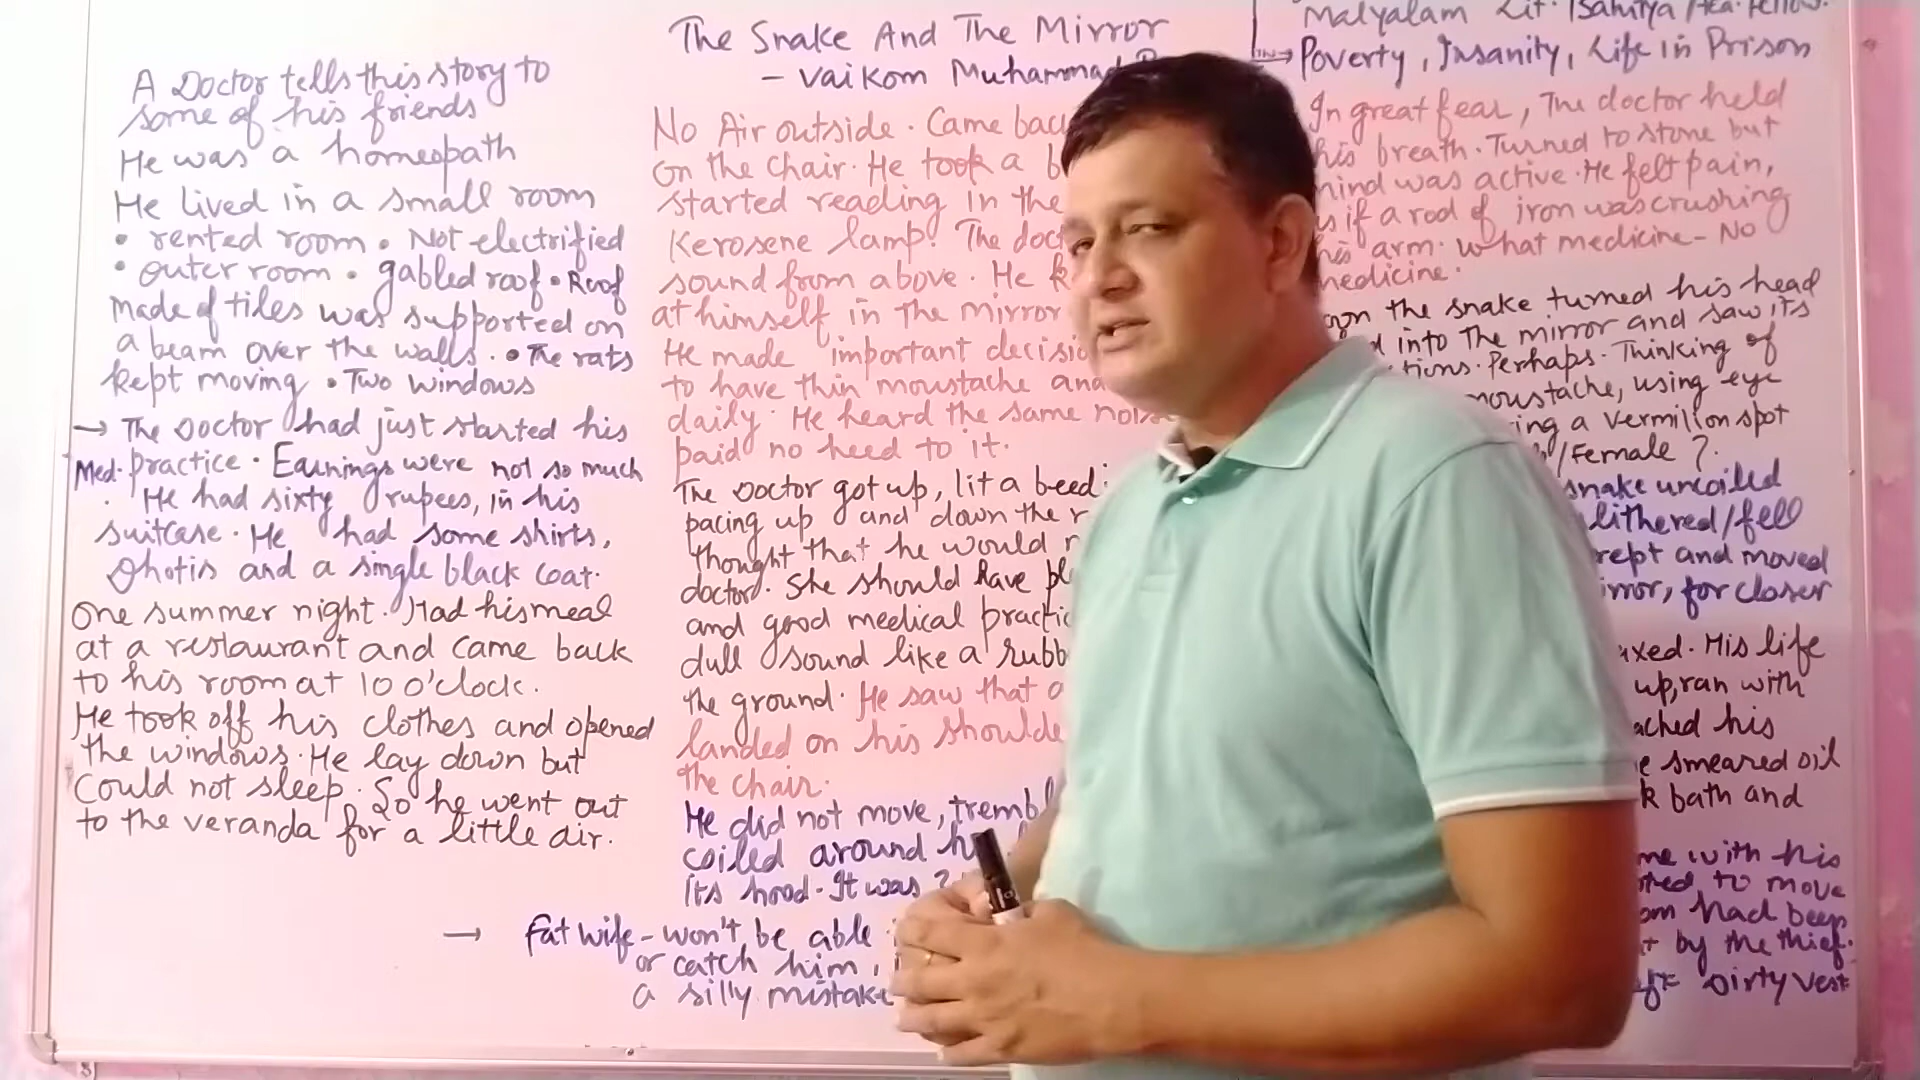 The Snake And The Mirror
- Vaikom Muhammad
A Doctor tells this story to
some of his friends
He was a homeopath
He lived in a small room
• rented room • Not electrified
• outer room • gabled roof • Roof
made of tiles was supported on
a beam over the walls. • The rats
kept moving • Two windows
→ The Doctor had just started his
Med. practice. Earnings were not so much
. He had sixty rupees, in his
suitcase. He had some shirts,
Dhotis and a single black coat.
One summer night. Had his meal
at a restaurant and came back
to his room at 10 o'clock.
He took off his clothes and opened
the windows. He lay down but
Could not sleep. So he went out
to the veranda for a little air.
No Air outside. Came
on the chair. He took a
started reading in the
Kerosene lamp. The
sound from above. He
at himself in the mirror
He made important
to have thin moustache
daily. He heard the same
paid no heed to it.
The Doctor got up, lit a beedi
pacing up and down the
thought that he would
doctor. She should have
and good medical
dull sound like a
the ground. He saw that a
landed on his
the chair.
He did not move,
coiled around
its hood. It was ?
→ fat wife - won't be able
or catch him,
a silly mistake
Malyalam Lit.
→ Poverty, Insanity, Life in Prison
In great fear, The doctor held
his breath. Turned to stone but
mind was active. He felt pain,
as if a rod of iron was crushing
his arm. what medicine - No
medicine.
the snake turned his head
into the mirror and saw its
Perhaps. Thinking of
moustache, using eye
a vermilion spot
/Female ?
snake uncoiled
slithered/fell
crept and moved
mirror, for closer
His life
up, ran with
reached his
smeared oil
bath and
with his
to move
had been
by the thief.
Dirty vest